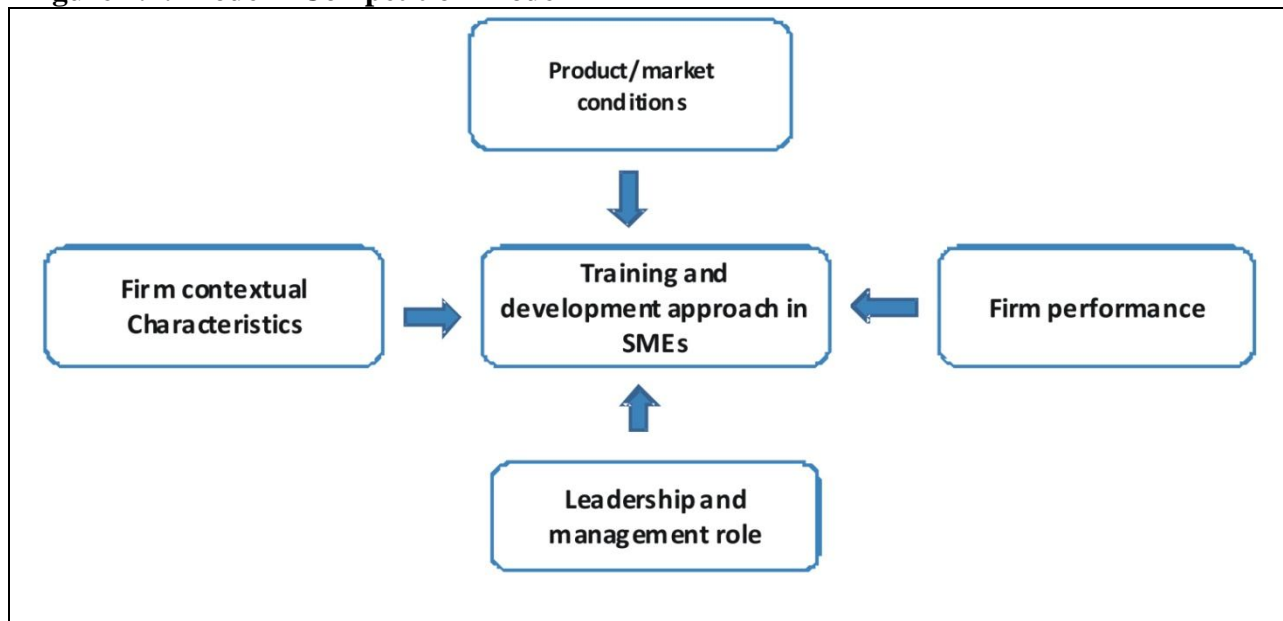 Product/market
conditions
Firm contextual
Characteristics
Training and
development approach in
SMEs
Firm performance
Leadership and
management role